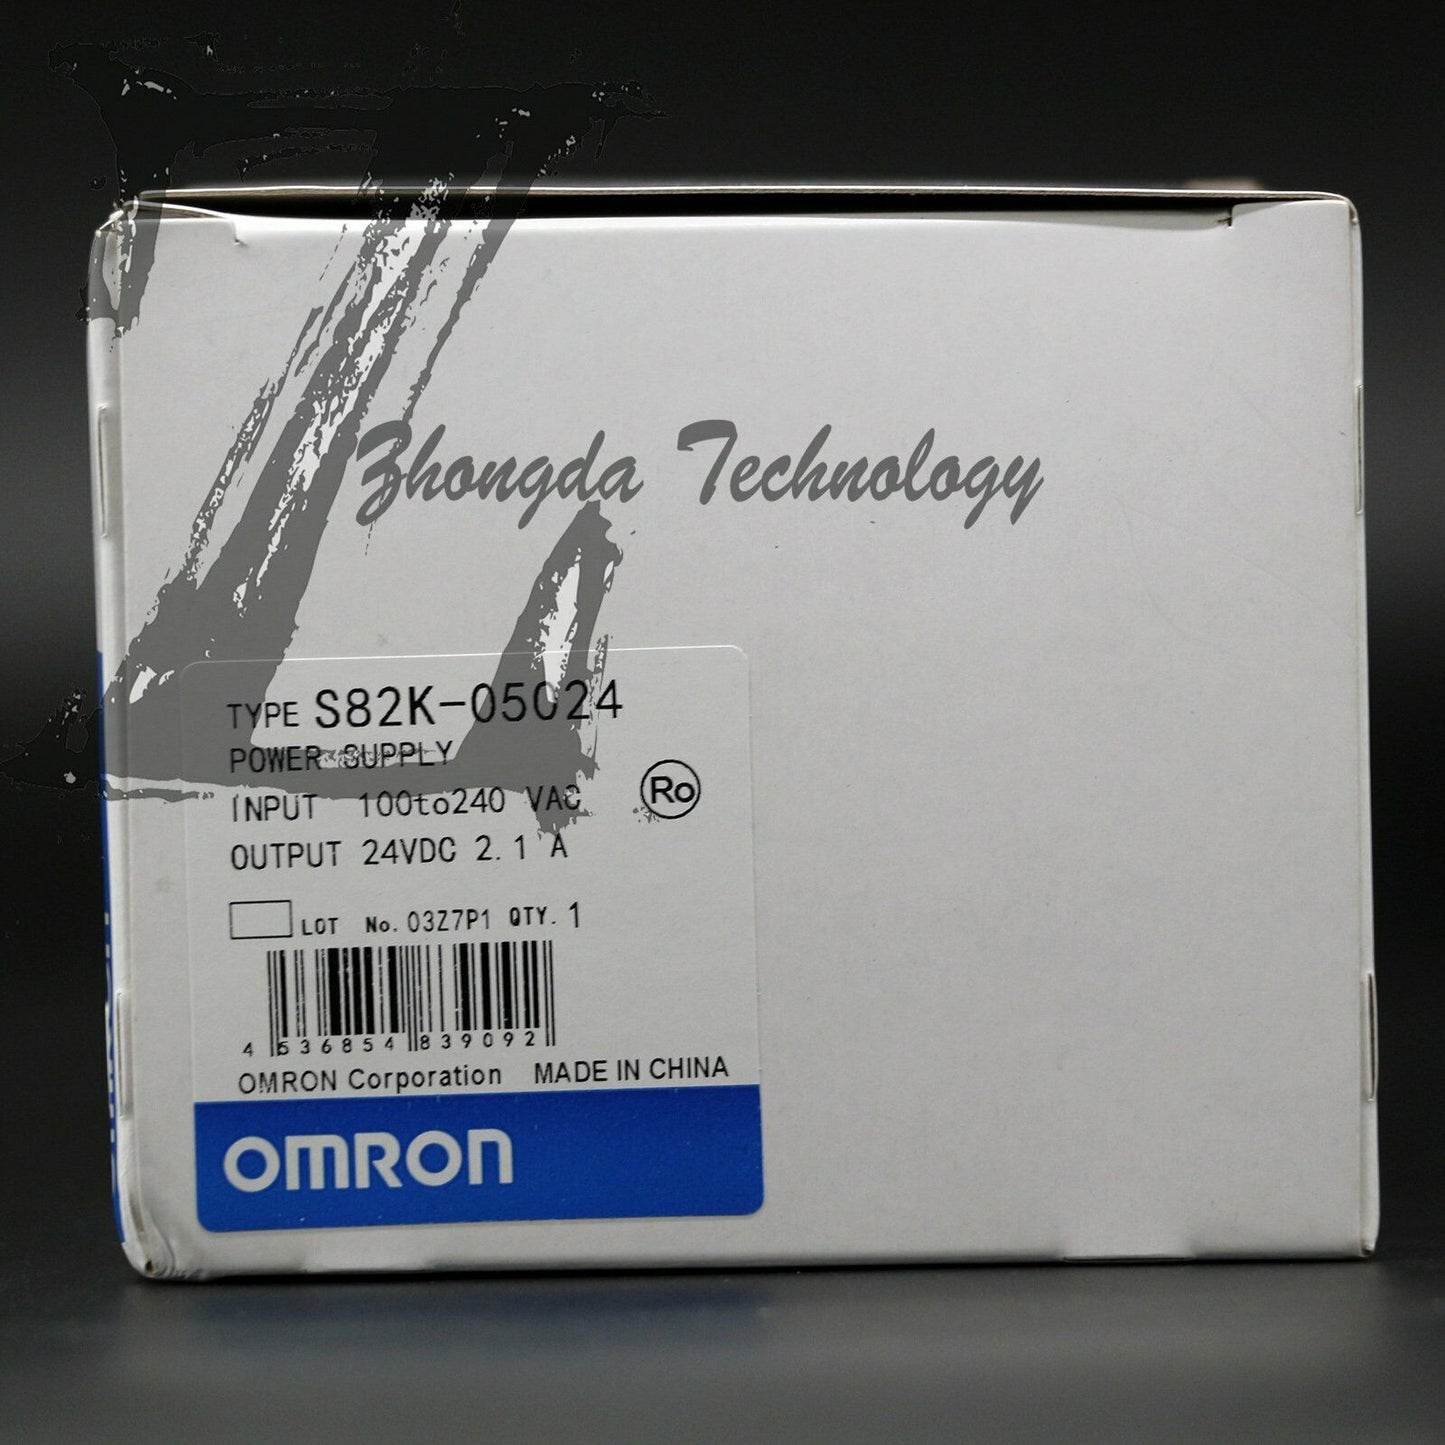 Zhongda Technology
TYPE S82K-05024
POWER SUPPLY
INPUT 100to240 VAC
Ro
OUTPUT 24VDC 2.1 A
LOT No. 03Z7P1 QTY. 1
4 536854 839092
OMRON Corporation MADE IN CHINA
OMRON